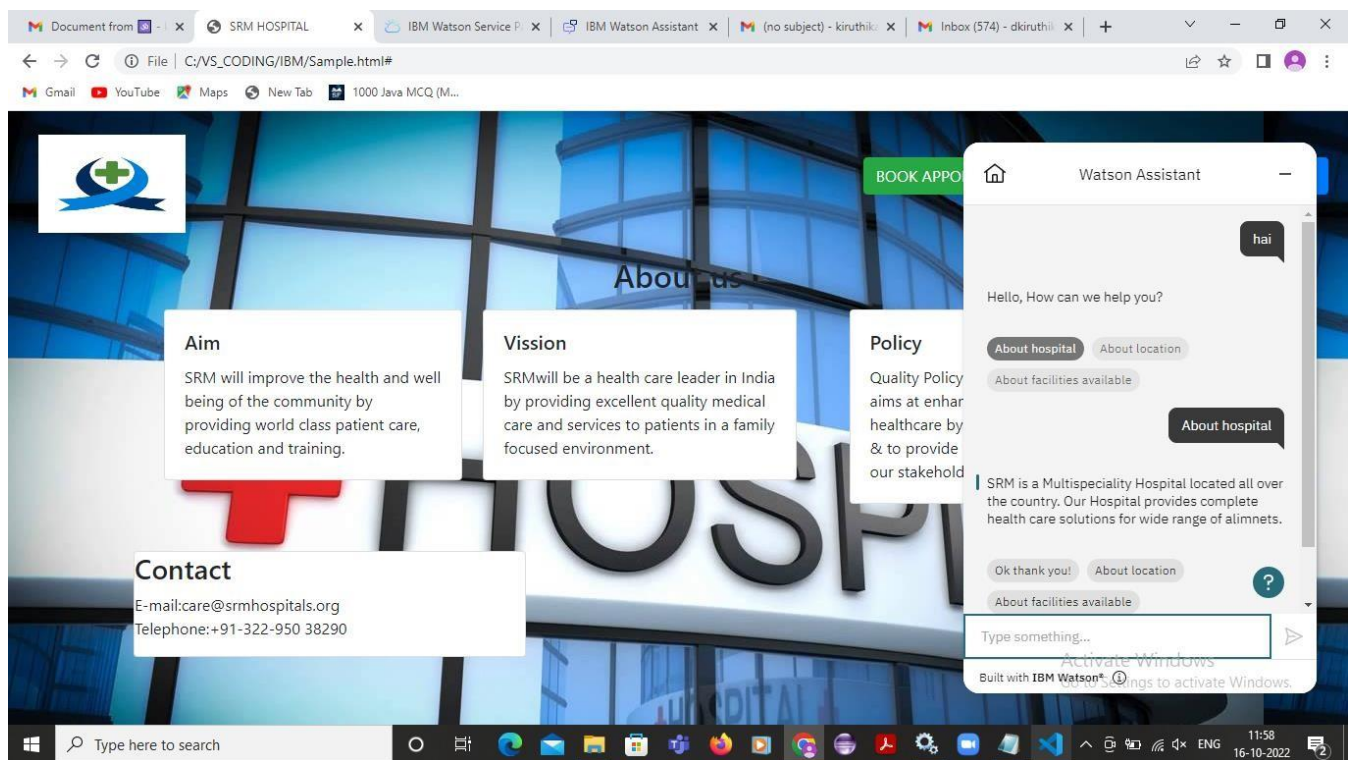 Document from
SRM HOSPITAL
IBM Watson Service P
IBM Watson Assistant
(no subject) - kiruthik
Inbox (574) - dkiruthi
File
C:/VS_CODING/IBM/Sample.html#
Gmail
YouTube
Maps
New Tab
1000 Java MCQ (M...
BOOK APPO
About us
Aim
SRM will improve the health and well
being of the community by
providing world class patient care,
education and training.
Vission
SRMwill be a health care leader in India
by providing excellent quality medical
care and services to patients in a family
focused environment.
Policy
Quality Policy
aims at enhan
healthcare by
& to provide
our stakehold
HOSPI
Contact
E-mail:care@srmhospitals.org
Telephone:+91-322-950 38290
HOSPITAL
Watson Assistant
hai
Hello, How can we help you?
About hospital
About location
About facilities available
About hospital
SRM is a Multispeciality Hospital located all over
the country. Our Hospital provides complete
health care solutions for wide range of alimnets.
Ok thank you!
About location
About facilities available
?
Type something...
Activate Windows
Go to Settings to activate Windows.
Built with IBM Watson®
Type here to search
ENG
11:58
16-10-2022
2